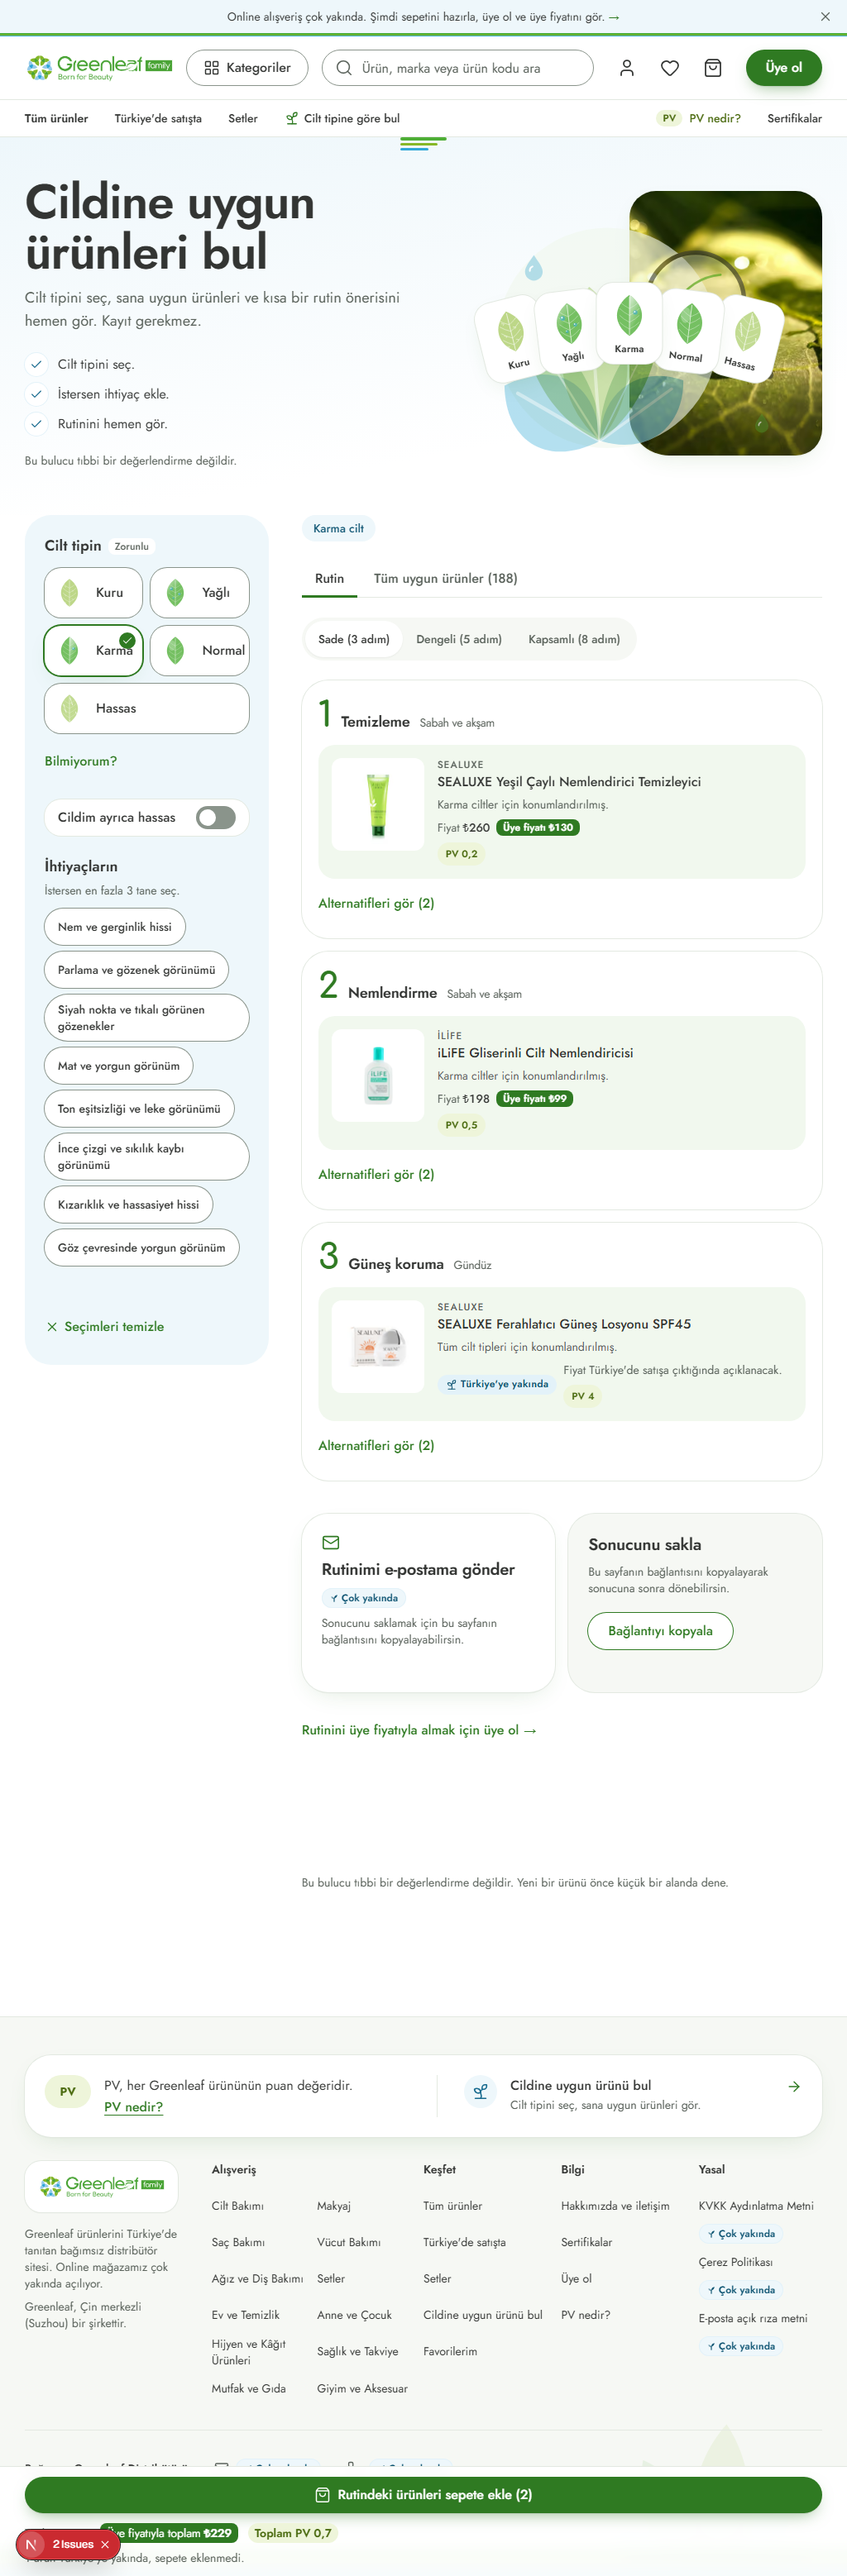 Online alışveriş çok yakında. Şimdi sepetini hazırla, üye ol ve üye fiyatını gör. →
Greenleaf family
Born for Beauty
Kategoriler
Ürün, marka veya ürün kodu ara
Üye ol
Tüm ürünler
Türkiye'de satışta
Setler
Cilt tipine göre bul
PV PV nedir?
Sertifikalar
Cildine uygun
ürünleri bul
Cilt tipini seç, sana uygun ürünleri ve kısa bir rutin önerisini
hemen gör. Kayıt gerekmez.
Cilt tipini seç.
İstersen ihtiyaç ekle.
Rutinini hemen gör.
Bu bulucu tıbbi bir değerlendirme değildir.
Kuru
Yağlı
Karma
Normal
Hassas
Cilt tipin Zorunlu
Kuru
Yağlı
Karma
Normal
Hassas
Bilmiyorum?
Cildim ayrıca hassas
İhtiyaçların
İstersen en fazla 3 tane seç.
Nem ve gerginlik hissi
Parlama ve gözenek görünümü
Siyah nokta ve tıkalı görünen
gözenekler
Mat ve yorgun görünüm
Ton eşitsizliği ve leke görünümü
İnce çizgi ve sıkılık kaybı
görünümü
Kızarıklık ve hassasiyet hissi
Göz çevresinde yorgun görünüm
Seçimleri temizle
Karma cilt
Rutin
Tüm uygun ürünler (188)
Sade (3 adım)
Dengeli (5 adım)
Kapsamlı (8 adım)
1 Temizleme Sabah ve akşam
SEALUXE
SEALUXE Yeşil Çaylı Nemlendirici Temizleyici
Karma ciltler için konumlandırılmış.
Fiyat ₺260 Üye fiyatı ₺130
PV 0,2
Alternatifleri gör (2)
2 Nemlendirme Sabah ve akşam
iLiFE
İLİFE
iLiFE Gliserinli Cilt Nemlendiricisi
Karma ciltler için konumlandırılmış.
Fiyat ₺198 Üye fiyatı ₺99
PV 0,5
Alternatifleri gör (2)
3 Güneş koruma Gündüz
SEALUXE
SEALUXE
SEALUXE Ferahlatıcı Güneş Losyonu SPF45
Tüm cilt tipleri için konumlandırılmış.
Türkiye'ye yakında
Fiyat Türkiye'de satışa çıktığında açıklanacak.
PV 4
Alternatifleri gör (2)
Rutinimi e-postama gönder
Çok yakında
Sonucunu saklamak için bu sayfanın
bağlantısını kopyalayabilirsin.
Sonucunu sakla
Bu sayfanın bağlantısını kopyalayarak
sonucuna sonra dönebilirsin.
Bağlantıyı kopyala
Rutinini üye fiyatıyla almak için üye ol →
Bu bulucu tıbbi bir değerlendirme değildir. Yeni bir ürünü önce küçük bir alanda dene.
PV
PV, her Greenleaf ürününün puan değeridir.
PV nedir?
Cildine uygun ürünü bul
Cilt tipini seç, sana uygun ürünleri gör.
Greenleaf family
Born for Beauty
Greenleaf ürünlerini Türkiye'de
tanıtan bağımsız distribütör
sitesi. Online mağazamız çok
yakında açılıyor.
Greenleaf, Çin merkezli
(Suzhou) bir şirkettir.
Alışveriş
Cilt Bakımı
Saç Bakımı
Ağız ve Diş Bakımı
Ev ve Temizlik
Hijyen ve Kâğıt
Ürünleri
Mutfak ve Gıda
Makyaj
Vücut Bakımı
Setler
Anne ve Çocuk
Sağlık ve Takviye
Giyim ve Aksesuar
Keşfet
Tüm ürünler
Türkiye'de satışta
Setler
Cildine uygun ürünü bul
Favorilerim
Bilgi
Hakkımızda ve iletişim
Sertifikalar
Üye ol
PV nedir?
Yasal
KVKK Aydınlatma Metni
Çok yakında
Çerez Politikası
Çok yakında
E-posta açık rıza metni
Çok yakında
Rutindeki ürünleri sepete ekle (2)
üye fiyatıyla toplam ₺229
Toplam PV 0,7
yakında, sepete eklenmedi.
N 2 Issues